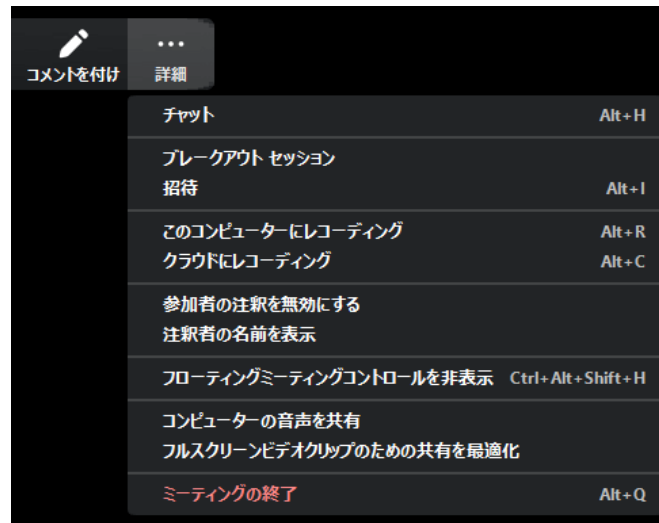 コメントを付け
詳細
チャット Alt+H
ブレークアウト セッション
招待 Alt+I
このコンピューターにレコーディング Alt+R
クラウドにレコーディング Alt+C
参加者の注釈を無効にする
注釈者の名前を表示
フローティングミーティングコントロールを非表示 Ctrl+Alt+Shift+H
コンピューターの音声を共有
フルスクリーンビデオクリップのための共有を最適化
ミーティングの終了 Alt+Q